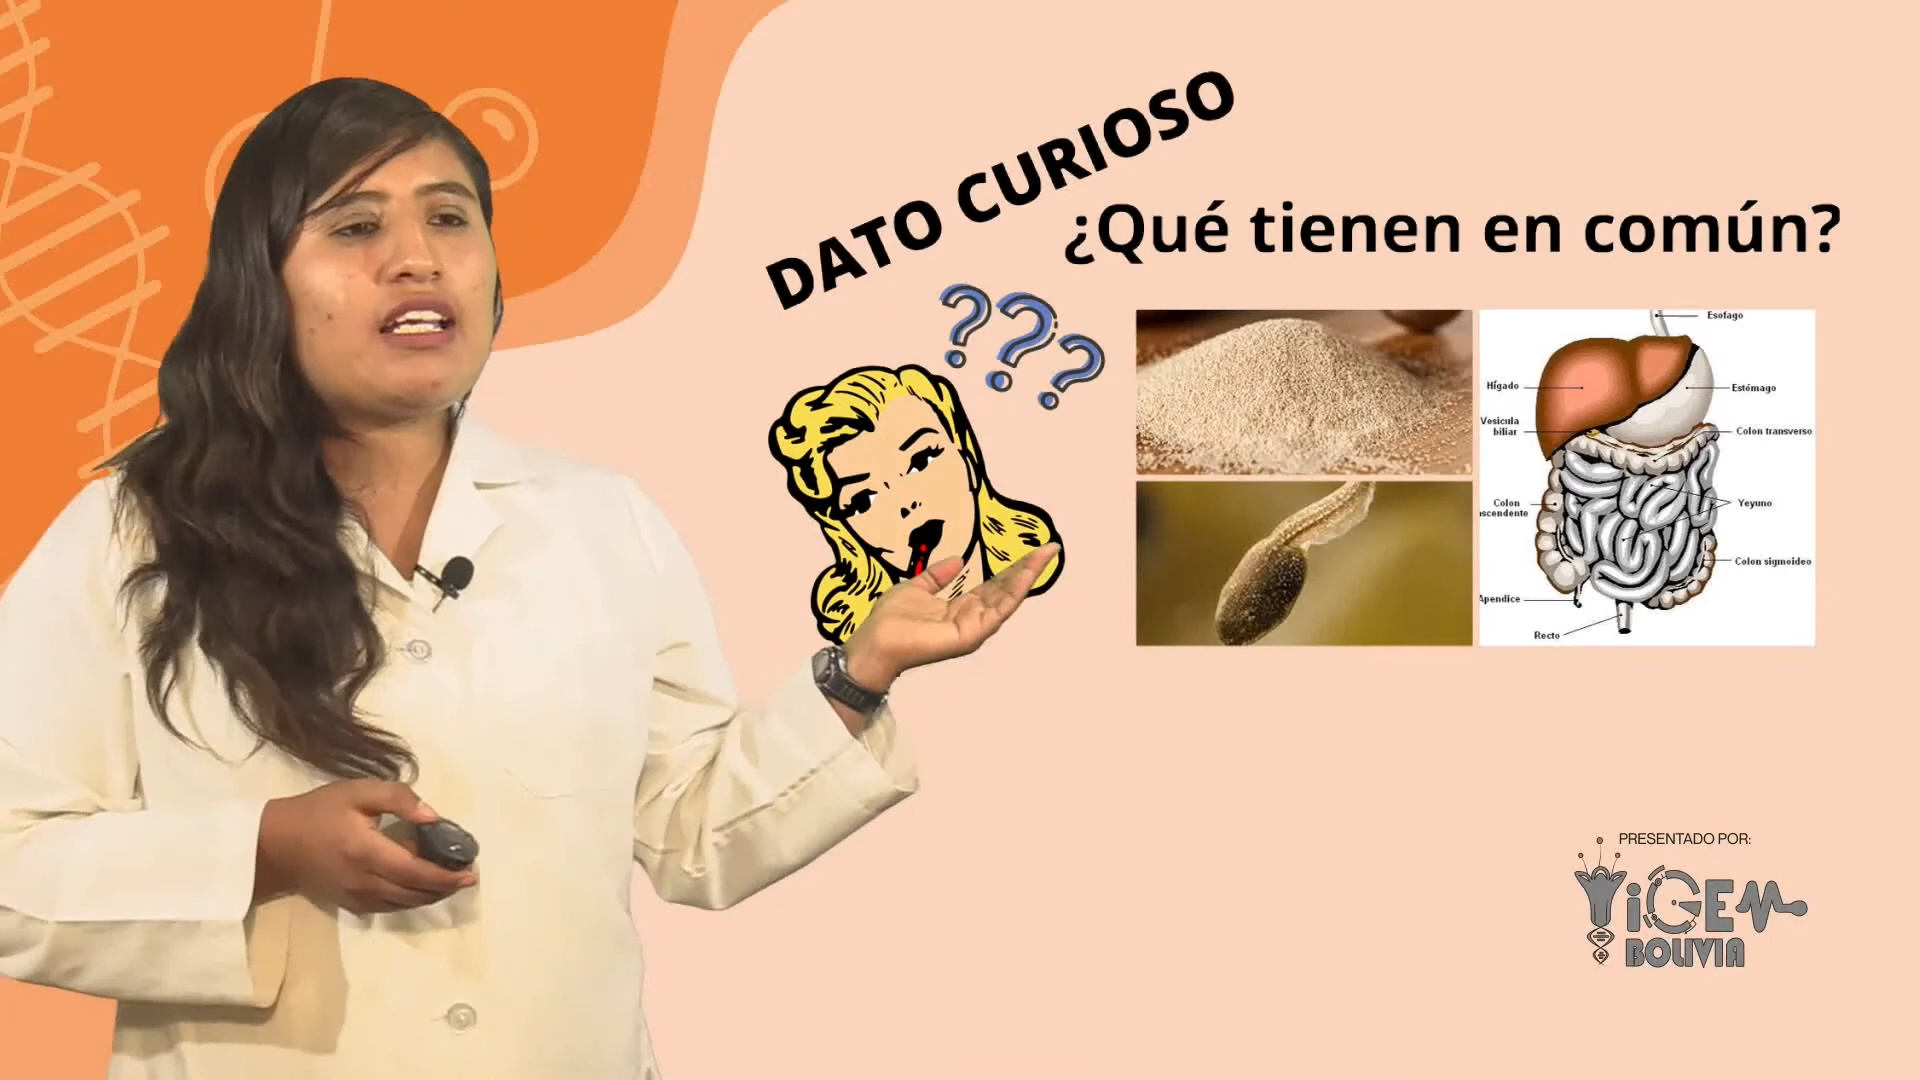 DATO CURIOSO
¿Qué tienen en común?
Esofago
Hígado
Estómago
Vesicula
biliar
Colon transverso
Colon
ascendente
Yeyuno
Colon sigmoideo
Apendice
Recto
PRESENTADO POR:
iGEM
BOLIVIA